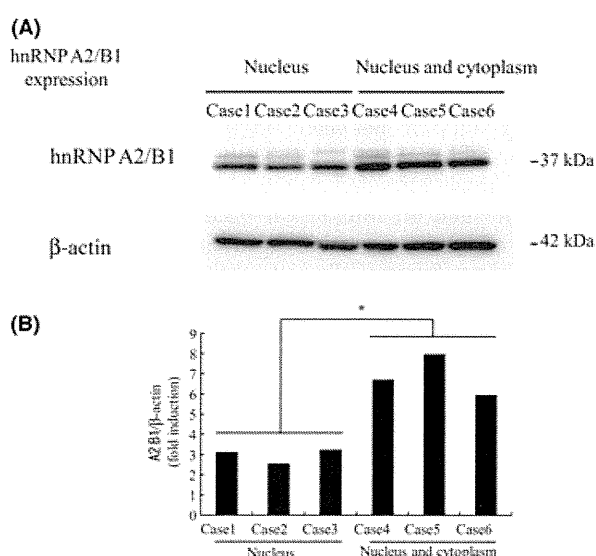 (A)
hnRNP A2/B1
expression
Nucleus
Nucleus and cytoplasm
Case1 Case2 Case3 Case4 Case5 Case6
hnRNP A2/B1
-37 kDa
β-actin
-42 kDa
(B)
*
A2B1/β-actin
(fold induction)
9
8
7
6
5
4
3
2
1
0
Case1 Case2 Case3 Case4 Case5 Case6
Nucleus
Nucleus and cytoplasm